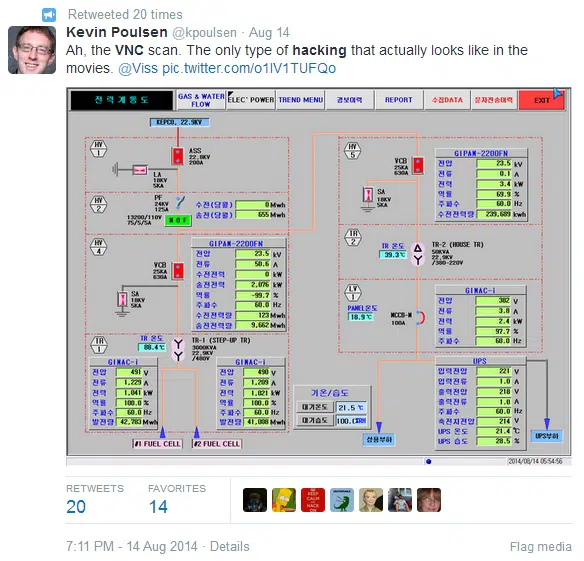 Retweeted 20 times
Kevin Poulsen @kpoulsen · Aug 14
Ah, the VNC scan. The only type of hacking that actually looks like in the
movies. @Viss pic.twitter.com/o1lV1TUFQo
전력계통도
GAS & WATER FLOW
ELEC' POWER
TREND MENU
경보이력
REPORT
수집DATA
문자전송이력
EXIT
KEPCO, 22.9KV
HV 1
ASS
22.8KV
200A
LA
18KV
5KA
HV 2
PF
24KV
125A
13200/110V
75/5/5A
N O F
수전(당월) 0 Mwh
송전(당월) 655 Mwh
HV 4
GIPAM-2200FN
전압 23.5 kV
전류 50.6 A
수전전력 0 kW
송전전력 2,076 kW
역률 -99.7 %
주파수 60.0 Hz
수전전력량 123 Mwh
송전전력량 9,662 Mwh
VCB
25KA
630A
SA
18KV
5KA
TR 1
TR 온도
88.4℃
TR-1 (STEP-UP TR)
3000KVA
22.9KV
/480V
GIMAC-i
전압 491 V
전류 1,229 A
전력 1,041 kW
역률 100.0 %
주파수 60.0 Hz
발전량 42,783 Mwh
GIMAC-i
전압 490 V
전류 1,209 A
전력 1,021 kW
역률 100.0 %
주파수 60.0 Hz
발전량 41,008 Mwh
#1 FUEL CELL
#2 FUEL CELL
HV 5
VCB
25KA
630A
SA
18KV
5KA
GIPAM-2200FN
전압 23.5 kV
전류 0.1 A
전력 3.4 kW
역률 69.9 %
주파수 60.0 Hz
수전전력량 239,689 kWh
TR 2
TR 온도
39.3℃
TR-2 (HOUSE TR)
50KVA
22.9KV
/380-220V
LV 1
PANEL온도
18.9℃
MCCB-M
100A
GIMAC-i
전압 382 V
전류 3.8 A
전력 2.4 kW
역률 97.7 %
주파수 60.0 Hz
기온/습도
대기온도 21.5 ℃
대기습도 100.0 %RH
상용부하
UPS
입력전압 221 V
입력전류 1.0 A
출력전압 218 V
출력전류 1.0 A
주파수 60.0 Hz
축전지전압 214 V
UPS 온도 21.4 ℃
UPS 습도 28.5 %
UPS부하
2014/08/14 05:54:56
RETWEETS
20
FAVORITES
14
7:11 PM - 14 Aug 2014 · Details
Flag media